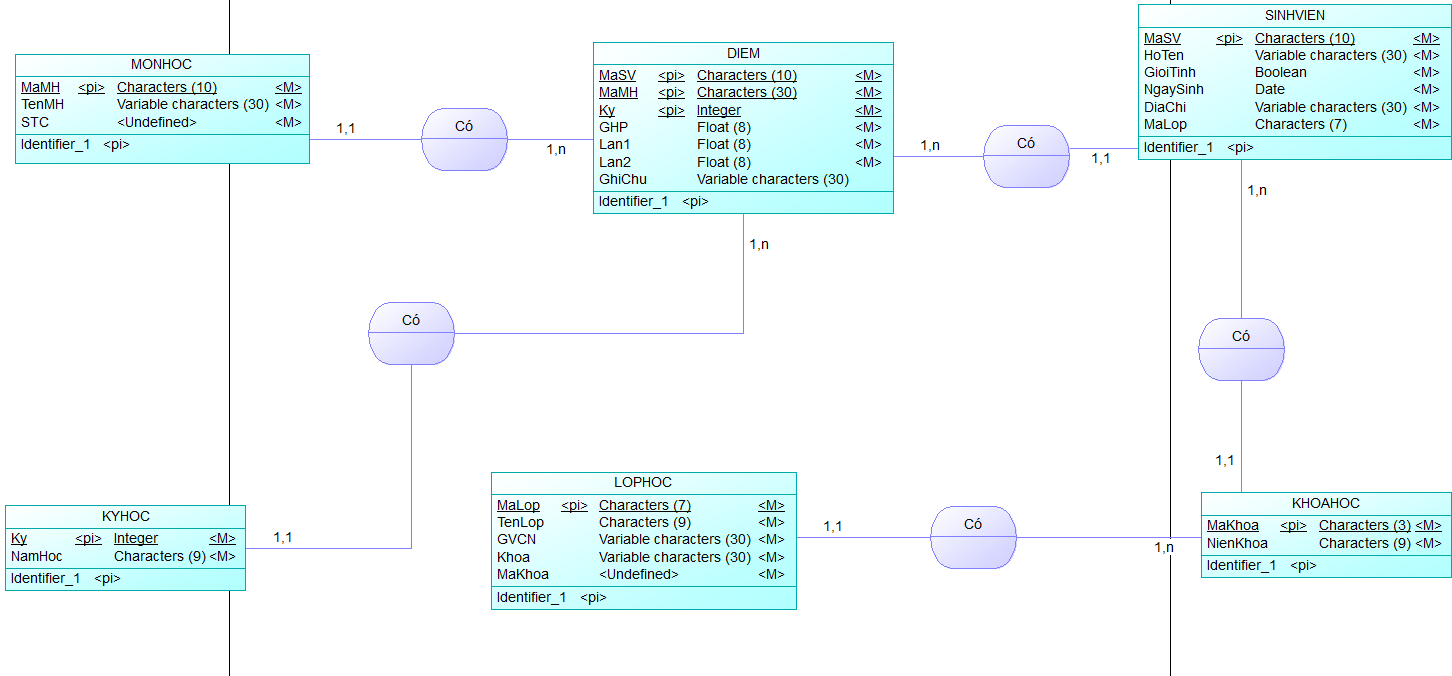 MONHOC
MaMH <pi> Characters (10) <M>
TenMH Variable characters (30) <M>
STC <Undefined> <M>
Identifier_1 <pi>
1,1
Có
1,n
DIEM
MaSV <pi> Characters (10) <M>
MaMH <pi> Characters (30) <M>
Ky <pi> Integer <M>
GHP Float (8) <M>
Lan1 Float (8) <M>
Lan2 Float (8) <M>
GhiChu Variable characters (30)
Identifier_1 <pi>
1,n
Có
1,1
SINHVIEN
MaSV <pi> Characters (10) <M>
HoTen Variable characters (30) <M>
GioiTinh Boolean <M>
NgaySinh Date <M>
DiaChi Variable characters (30) <M>
MaLop Characters (7) <M>
Identifier_1 <pi>
1,n
1,n
Có
Có
1,1
KYHOC
Ky <pi> Integer <M>
NamHoc Characters (9) <M>
Identifier_1 <pi>
1,1
LOPHOC
MaLop <pi> Characters (7) <M>
TenLop Characters (9) <M>
GVCN Variable characters (30) <M>
Khoa Variable characters (30) <M>
MaKhoa <Undefined> <M>
Identifier_1 <pi>
1,1
Có
1,n
KHOAHOC
MaKhoa <pi> Characters (3) <M>
NienKhoa Characters (9) <M>
Identifier_1 <pi>